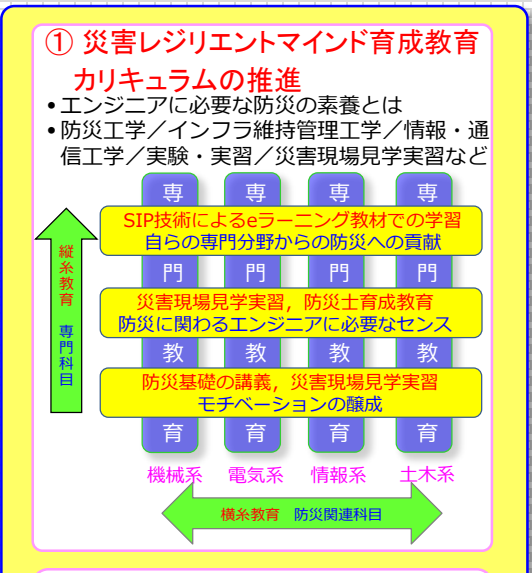 ① 災害レジリエントマインド育成教育
カリキュラムの推進
•エンジニアに必要な防災の素養とは
•防災工学／インフラ維持管理工学／情報・通
信工学／実験・実習／災害現場見学実習など
専 専 専 専
SIP技術によるeラーニング教材での学習
自らの専門分野からの防災への貢献
門 門 門 門
災害現場見学実習，防災士育成教育
防災に関わるエンジニアに必要なセンス
教 教 教 教
防災基礎の講義，災害現場見学実習
モチベーションの醸成
育 育 育 育
機械系 電気系 情報系 土木系
縦糸教育 専門科目
横糸教育 防災関連科目